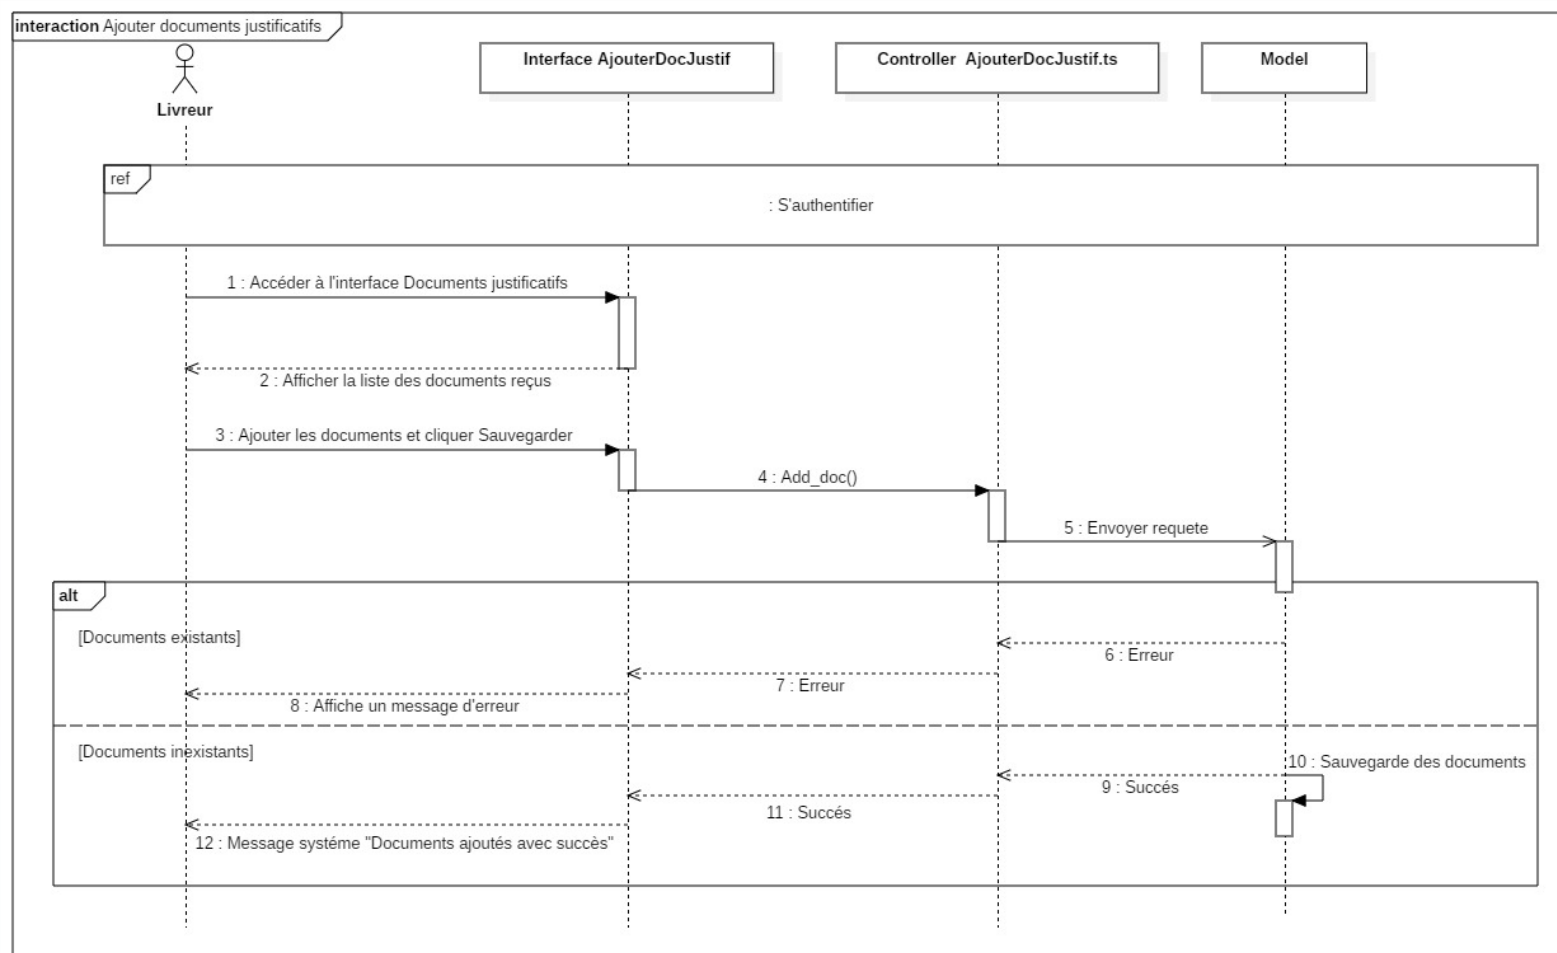 interaction Ajouter documents justificatifs
Livreur
Interface AjouterDocJustif
Controller AjouterDocJustif.ts
Model
ref
: S'authentifier
1 : Accéder à l'interface Documents justificatifs
2 : Afficher la liste des documents reçus
3 : Ajouter les documents et cliquer Sauvegarder
4 : Add_doc()
5 : Envoyer requete
alt
[Documents existants]
6 : Erreur
7 : Erreur
8 : Affiche un message d'erreur
[Documents inexistants]
10 : Sauvegarde des documents
9 : Succés
11 : Succés
12 : Message systéme "Documents ajoutés avec succès"